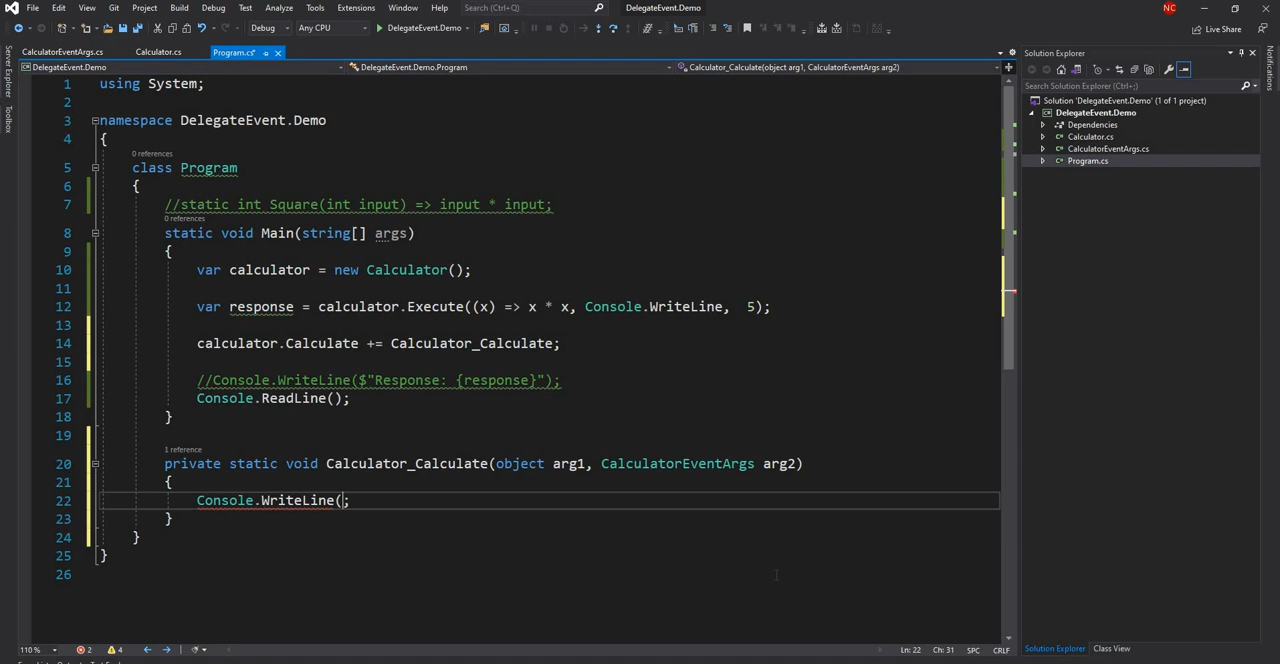 File Edit View Git Project Build Debug Test Analyze Tools Extensions Window Help Search (Ctrl+Q) DelegateEvent.Demo NC
Debug Any CPU DelegateEvent.Demo Live Share
CalculatorEventArgs.cs Calculator.cs Program.cs*
DelegateEvent.Demo DelegateEvent.Demo.Program Calculator_Calculate(object arg1, CalculatorEventArgs arg2)
Server Explorer
Toolbox
1 using System;
2
3 namespace DelegateEvent.Demo
4 {
0 references
5 class Program
6 {
7 //static int Square(int input) => input * input;
0 references
8 static void Main(string[] args)
9 {
10 var calculator = new Calculator();
11
12 var response = calculator.Execute((x) => x * x, Console.WriteLine, 5);
13
14 calculator.Calculate += Calculator_Calculate;
15
16 //Console.WriteLine($"Response: {response}");
17 Console.ReadLine();
18 }
19
1 reference
20 private static void Calculator_Calculate(object arg1, CalculatorEventArgs arg2)
21 {
22 Console.WriteLine(;
23 }
24 }
25 }
26
110 % 2 4 Ln: 22 Ch: 31 SPC CRLF
Solution Explorer
Search Solution Explorer (Ctrl+;)
Solution 'DelegateEvent.Demo' (1 of 1 project)
DelegateEvent.Demo
Dependencies
Calculator.cs
CalculatorEventArgs.cs
Program.cs
Solution Explorer Class View
Notifications